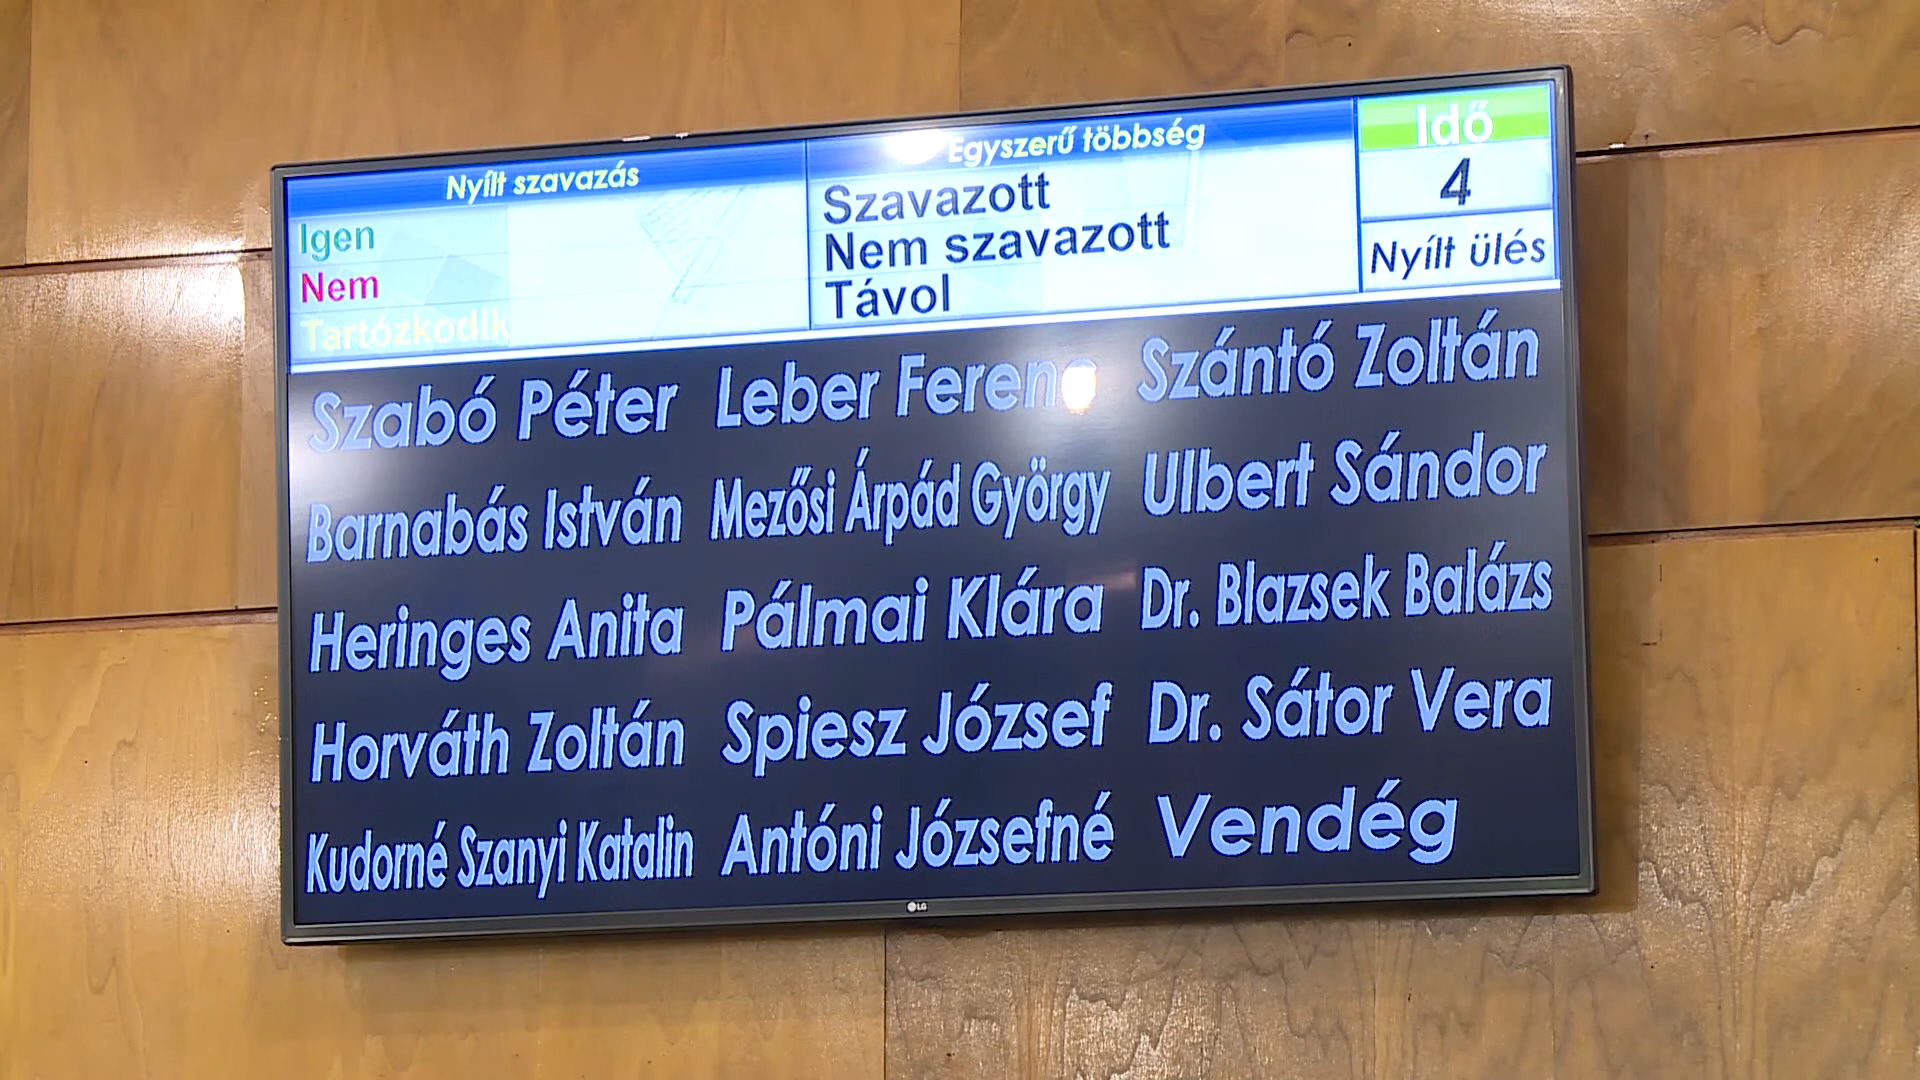 Nyílt szavazás
Igen
Nem
Tartózkodik
Egyszerű többség
Szavazott
Nem szavazott
Távol
Idő
4
Nyílt ülés
Szabó Péter Leber Ferenc Szántó Zoltán
Barnabás István Mezősi Árpád György Ulbert Sándor
Heringes Anita Pálmai Klára Dr. Blazsek Balázs
Horváth Zoltán Spiesz József Dr. Sátor Vera
Kudorné Szanyi Katalin Antóni Józsefné Vendég
LG